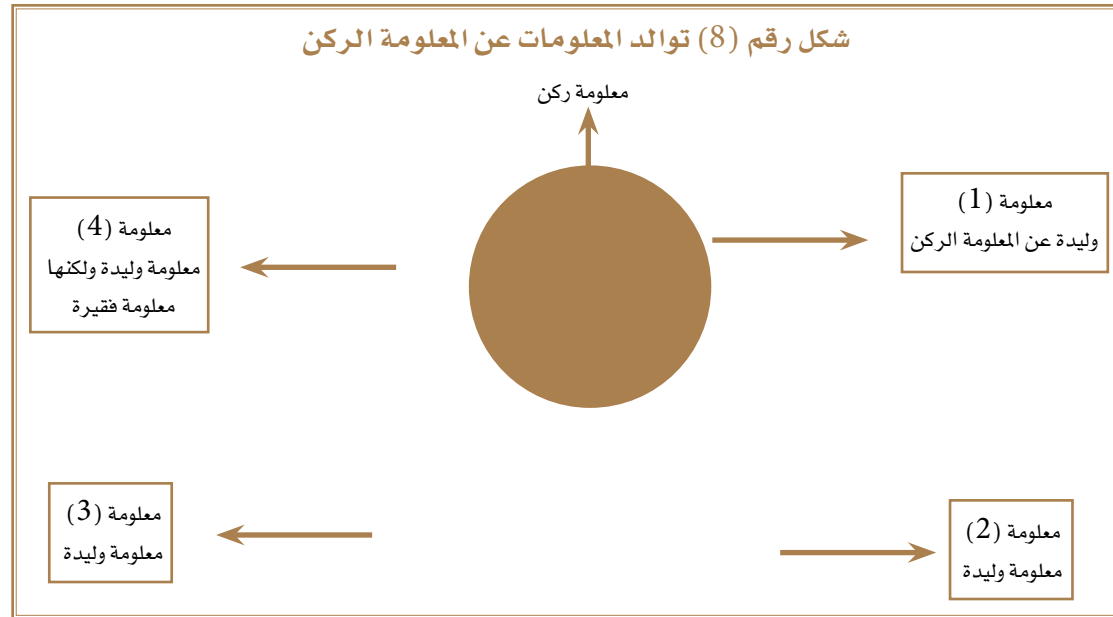 شكل رقم (8) توالد المعلومات عن المعلومة الركن
معلومة ركن
معلومة (1)
وليدة عن المعلومة الركن
معلومة (4)
معلومة وليدة ولكنها
معلومة فقيرة
معلومة (2)
معلومة وليدة
معلومة (3)
معلومة وليدة